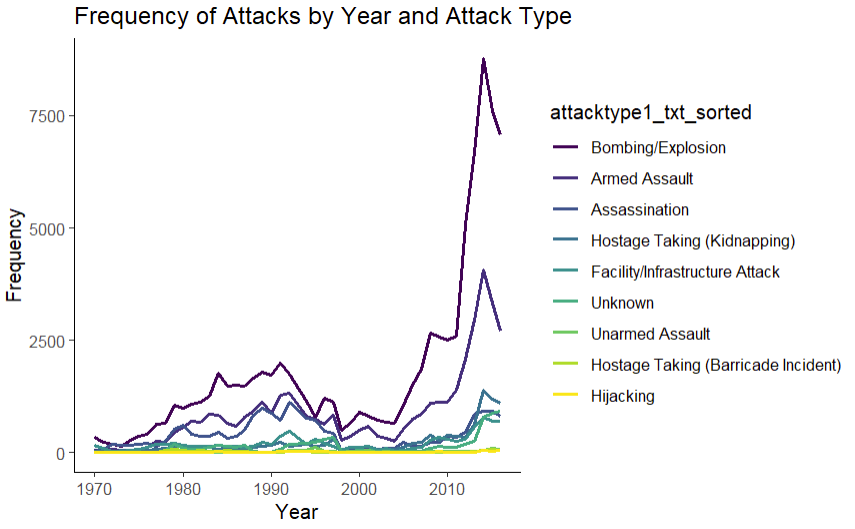 Frequency of Attacks by Year and Attack Type
7500
5000
2500
0
Frequency
1970
1980
1990
2000
2010
Year
attacktype1_txt_sorted
Bombing/Explosion
Armed Assault
Assassination
Hostage Taking (Kidnapping)
Facility/Infrastructure Attack
Unknown
Unarmed Assault
Hostage Taking (Barricade Incident)
Hijacking